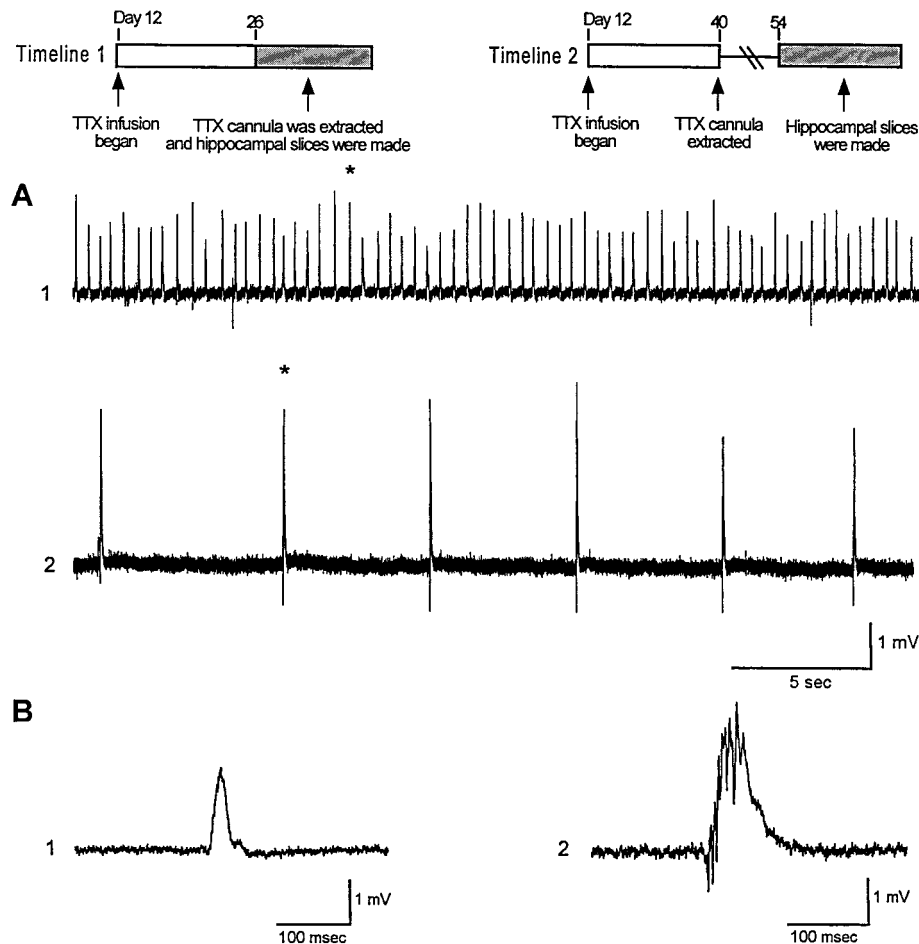 Day 12 26
Timeline 1
TTX infusion
began
TTX cannula was extracted
and hippocampal slices were made
Day 12 40 54
Timeline 2
TTX infusion
began
TTX cannula
extracted
Hippocampal slices
were made
A
*
1
*
2
1 mV
5 sec
B
1
1 mV
100 msec
2
1 mV
100 msec